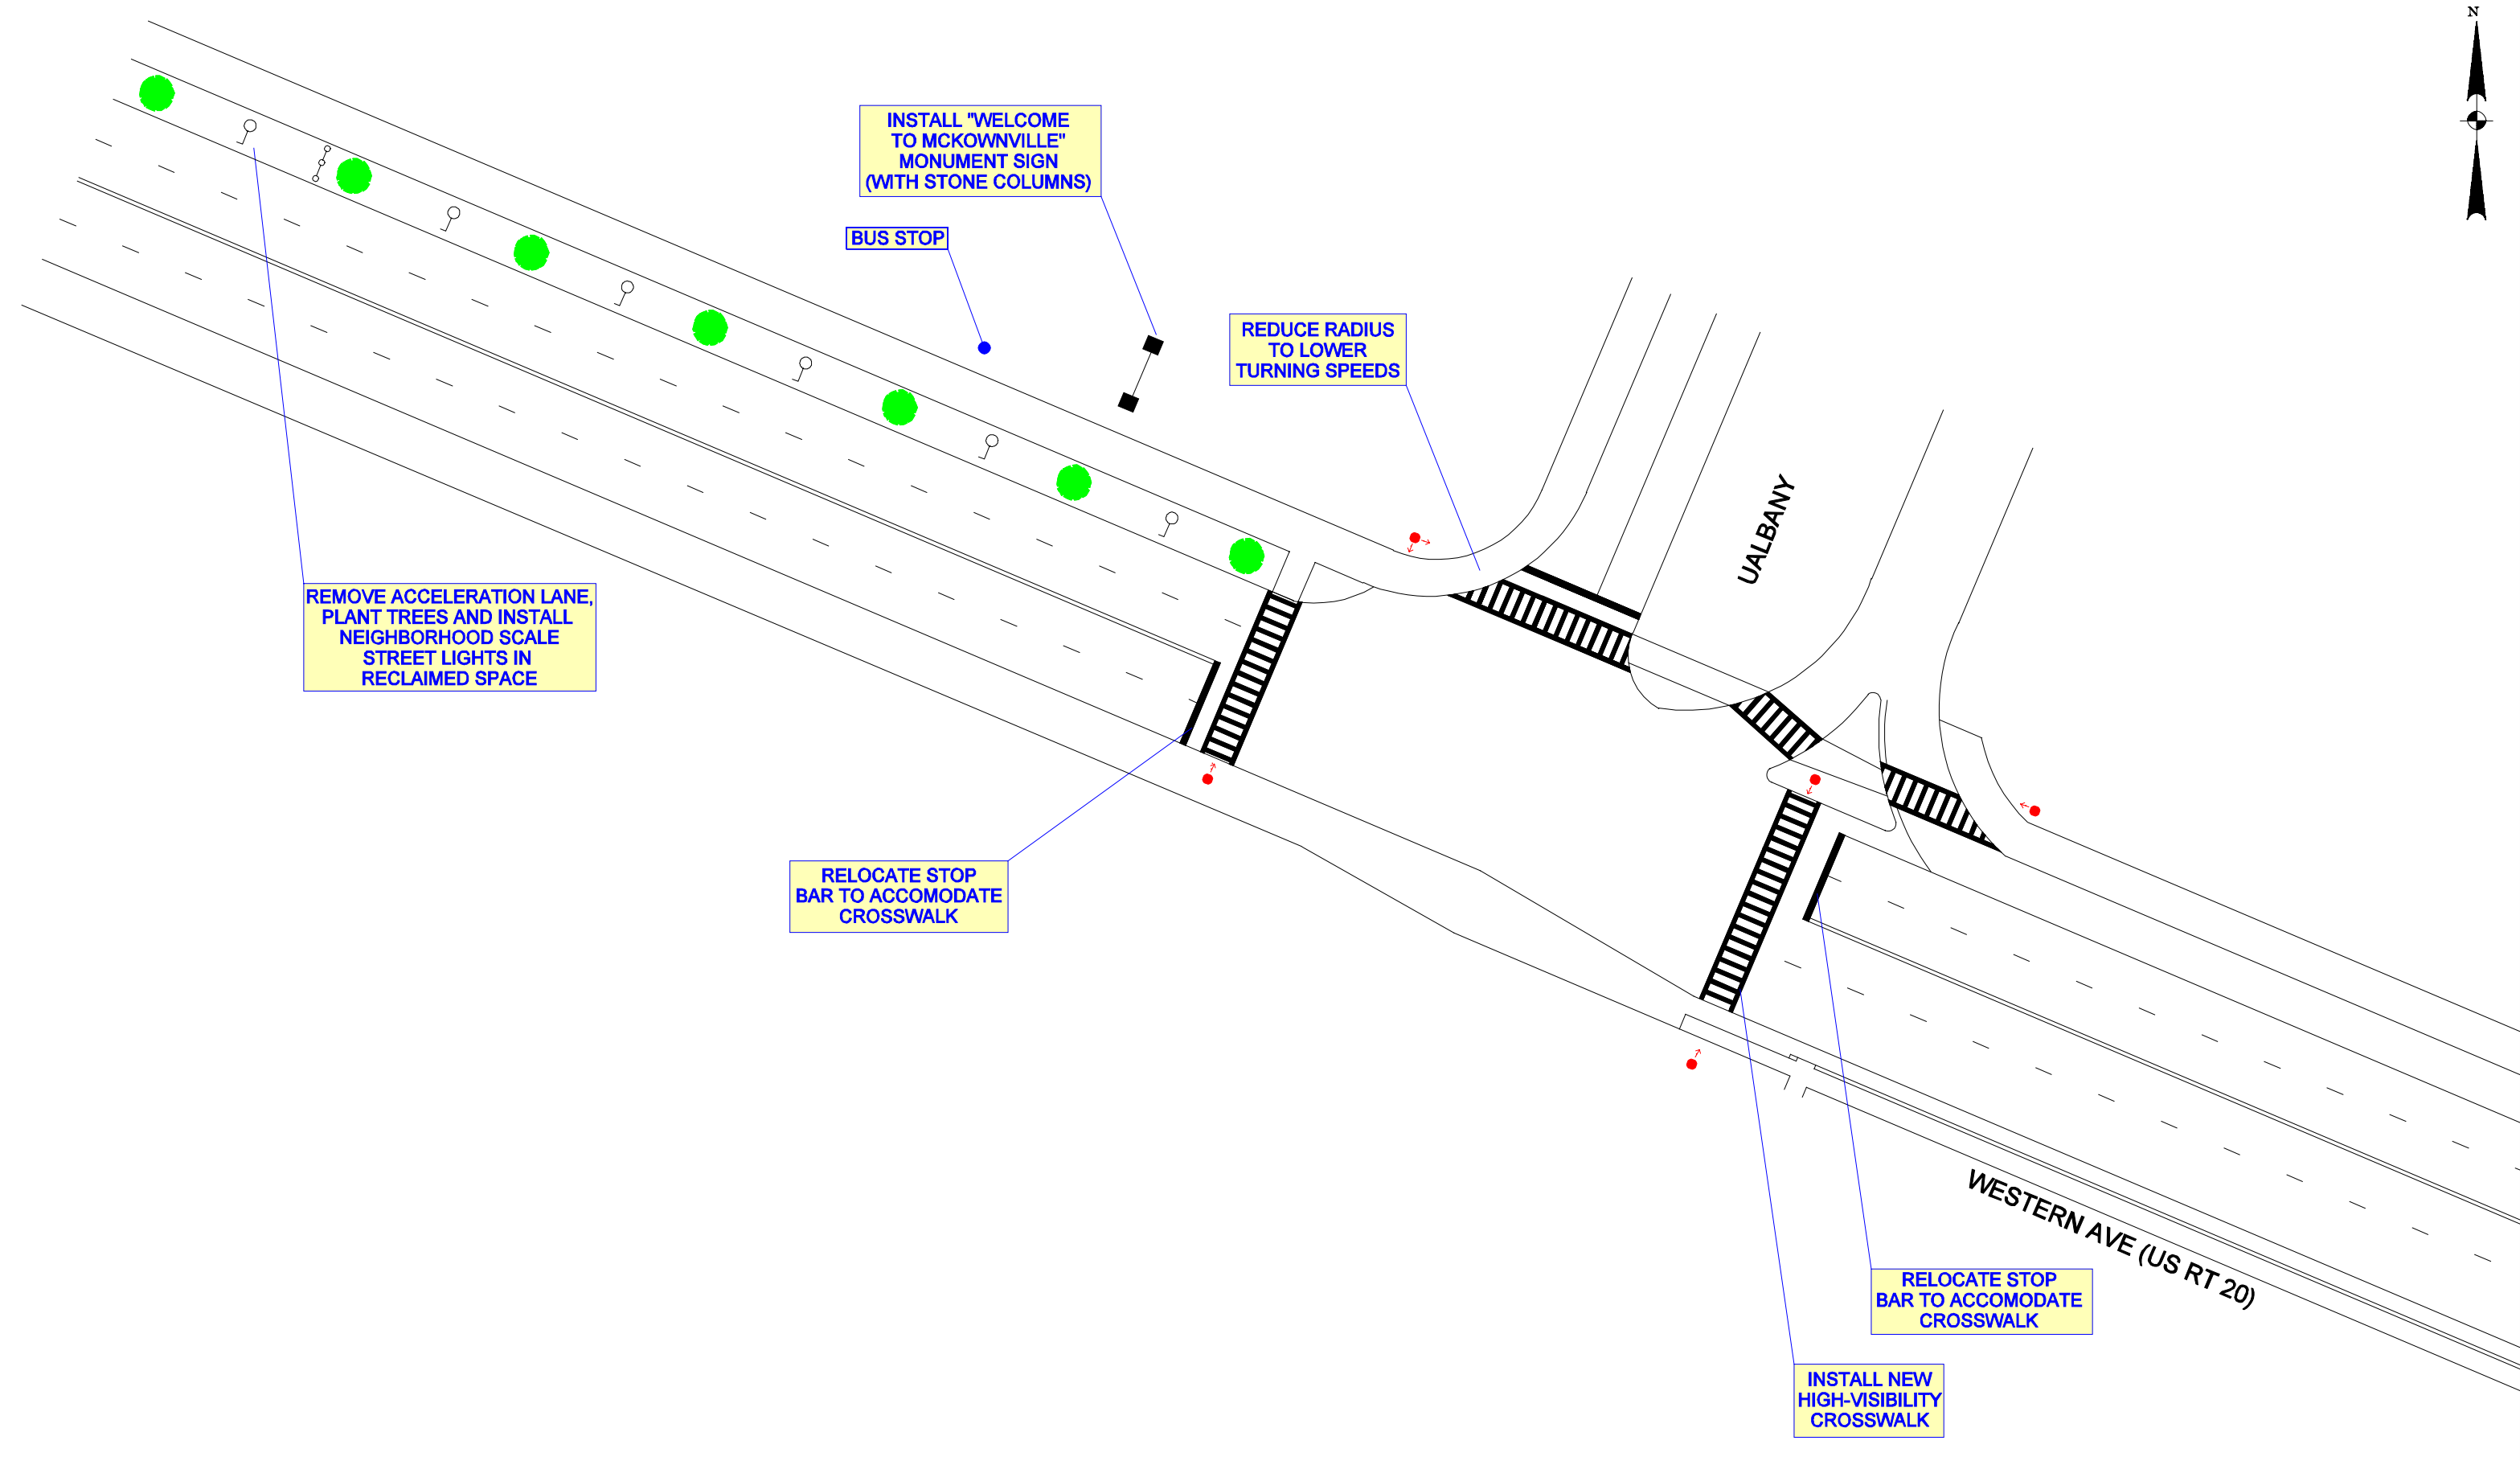 N
INSTALL "WELCOME
TO MCKOWNVILLE"
MONUMENT SIGN
(WITH STONE COLUMNS)
BUS STOP
REDUCE RADIUS
TO LOWER
TURNING SPEEDS
UALBANY
REMOVE ACCELERATION LANE,
PLANT TREES AND INSTALL
NEIGHBORHOOD SCALE
STREET LIGHTS IN
RECLAIMED SPACE
RELOCATE STOP
BAR TO ACCOMODATE
CROSSWALK
WESTERN AVE (US RT 20)
RELOCATE STOP
BAR TO ACCOMODATE
CROSSWALK
INSTALL NEW
HIGH-VISIBILITY
CROSSWALK